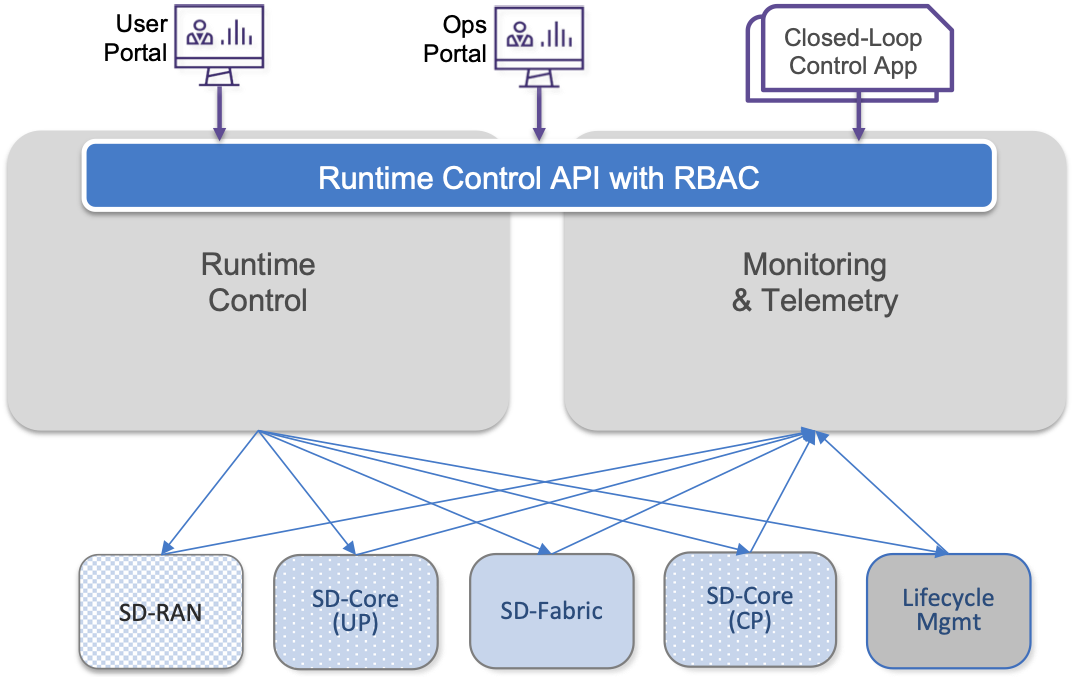 User
Portal
Ops
Portal
Closed-Loop
Control App
Runtime Control API with RBAC
Runtime
Control
Monitoring
& Telemetry
SD-RAN
SD-Core
(UP)
SD-Fabric
SD-Core
(CP)
Lifecycle
Mgmt